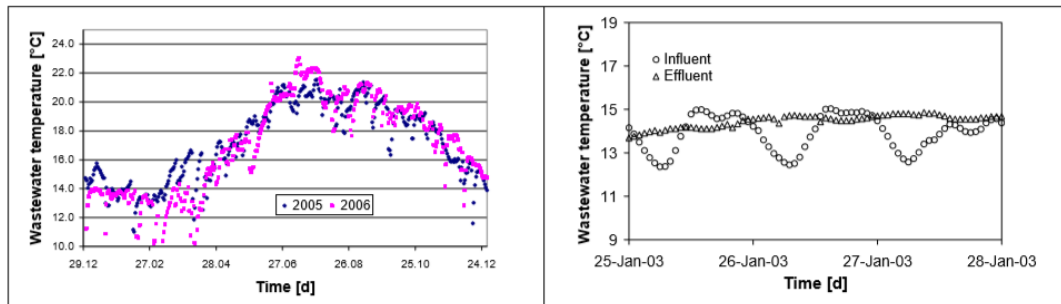 Wastewater temperature [°C]
24.0
22.0
20.0
18.0
16.0
14.0
12.0
10.0
2005 2006
29.12 27.02 28.04 27.06 26.08 25.10 24.12
Time [d]
Wastewater temperature [°C]
19
17
15
13
11
9
Influent
Effluent
25-Jan-03 26-Jan-03 27-Jan-03 28-Jan-03
Time [d]